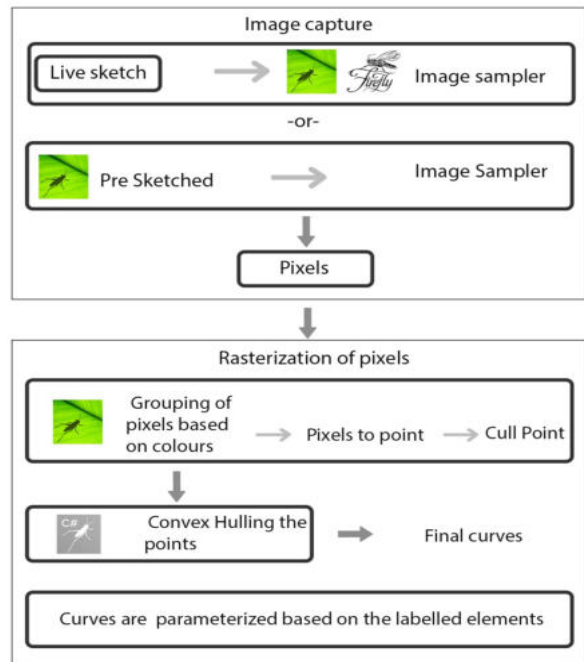 Image capture
Live sketch
Firefly
Image sampler
-or-
Pre Sketched
Image Sampler
Pixels
Rasterization of pixels
Grouping of
pixels based
on colours
Pixels to point
Cull Point
C#
Convex Hulling the
points
Final curves
Curves are parameterized based on the labelled elements